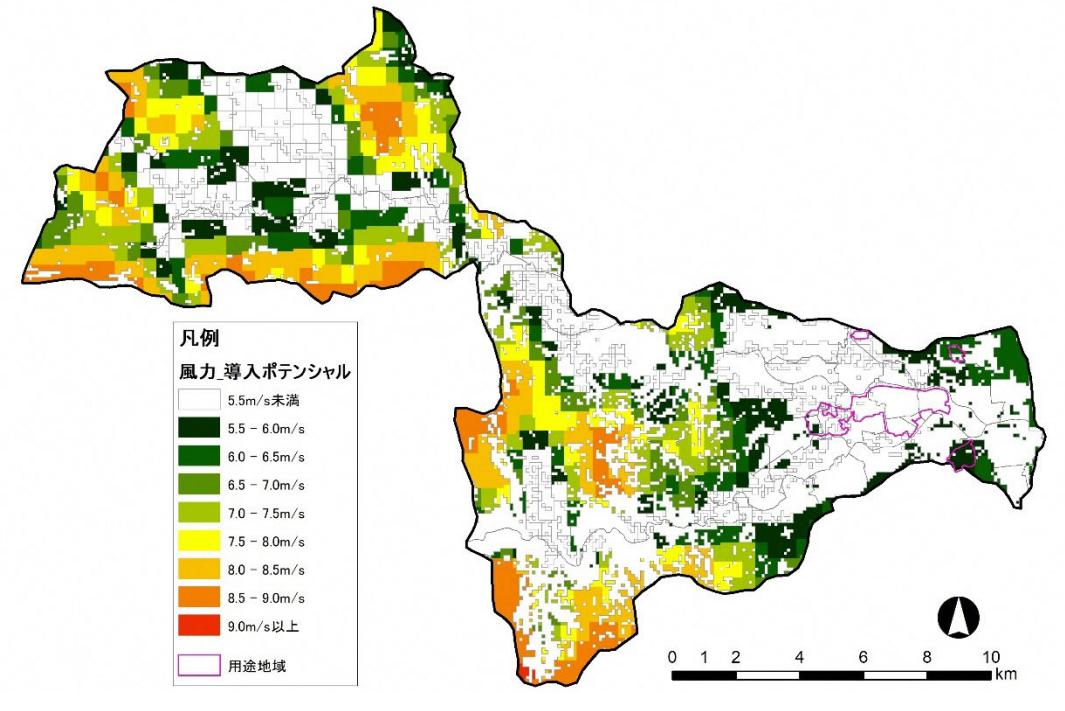 凡例
風力_導入ポテンシャル
5.5m/s未満
5.5 - 6.0m/s
6.0 - 6.5m/s
6.5 - 7.0m/s
7.0 - 7.5m/s
7.5 - 8.0m/s
8.0 - 8.5m/s
8.5 - 9.0m/s
9.0m/s以上
用途地域
0 1 2 4 6 8 10
km